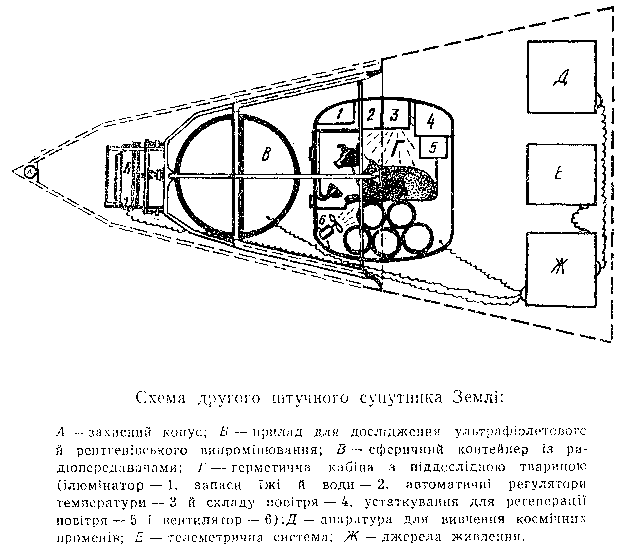 А
Б
В
1
2
3
4
5
Г
6
Д
Е
Ж
Схема другого штучного супутника Землі:
А — захисний конус; Б — прилад для дослідження ультрафіолетового
й рентгенівського випромінювання; В — сферичний контейнер із ра-
діопередавачами; Г — герметична кабіна з піддослідною твариною
(ілюмінатор — 1, запаси їжі й води — 2, автоматичні регулятори
температури — 3 й складу повітря — 4, устаткування для регенерації
повітря — 5 і вентилятор — 6); Д — апаратура для вивчення космічних
променів; Е — телеметрична система; Ж — джерела живлення.